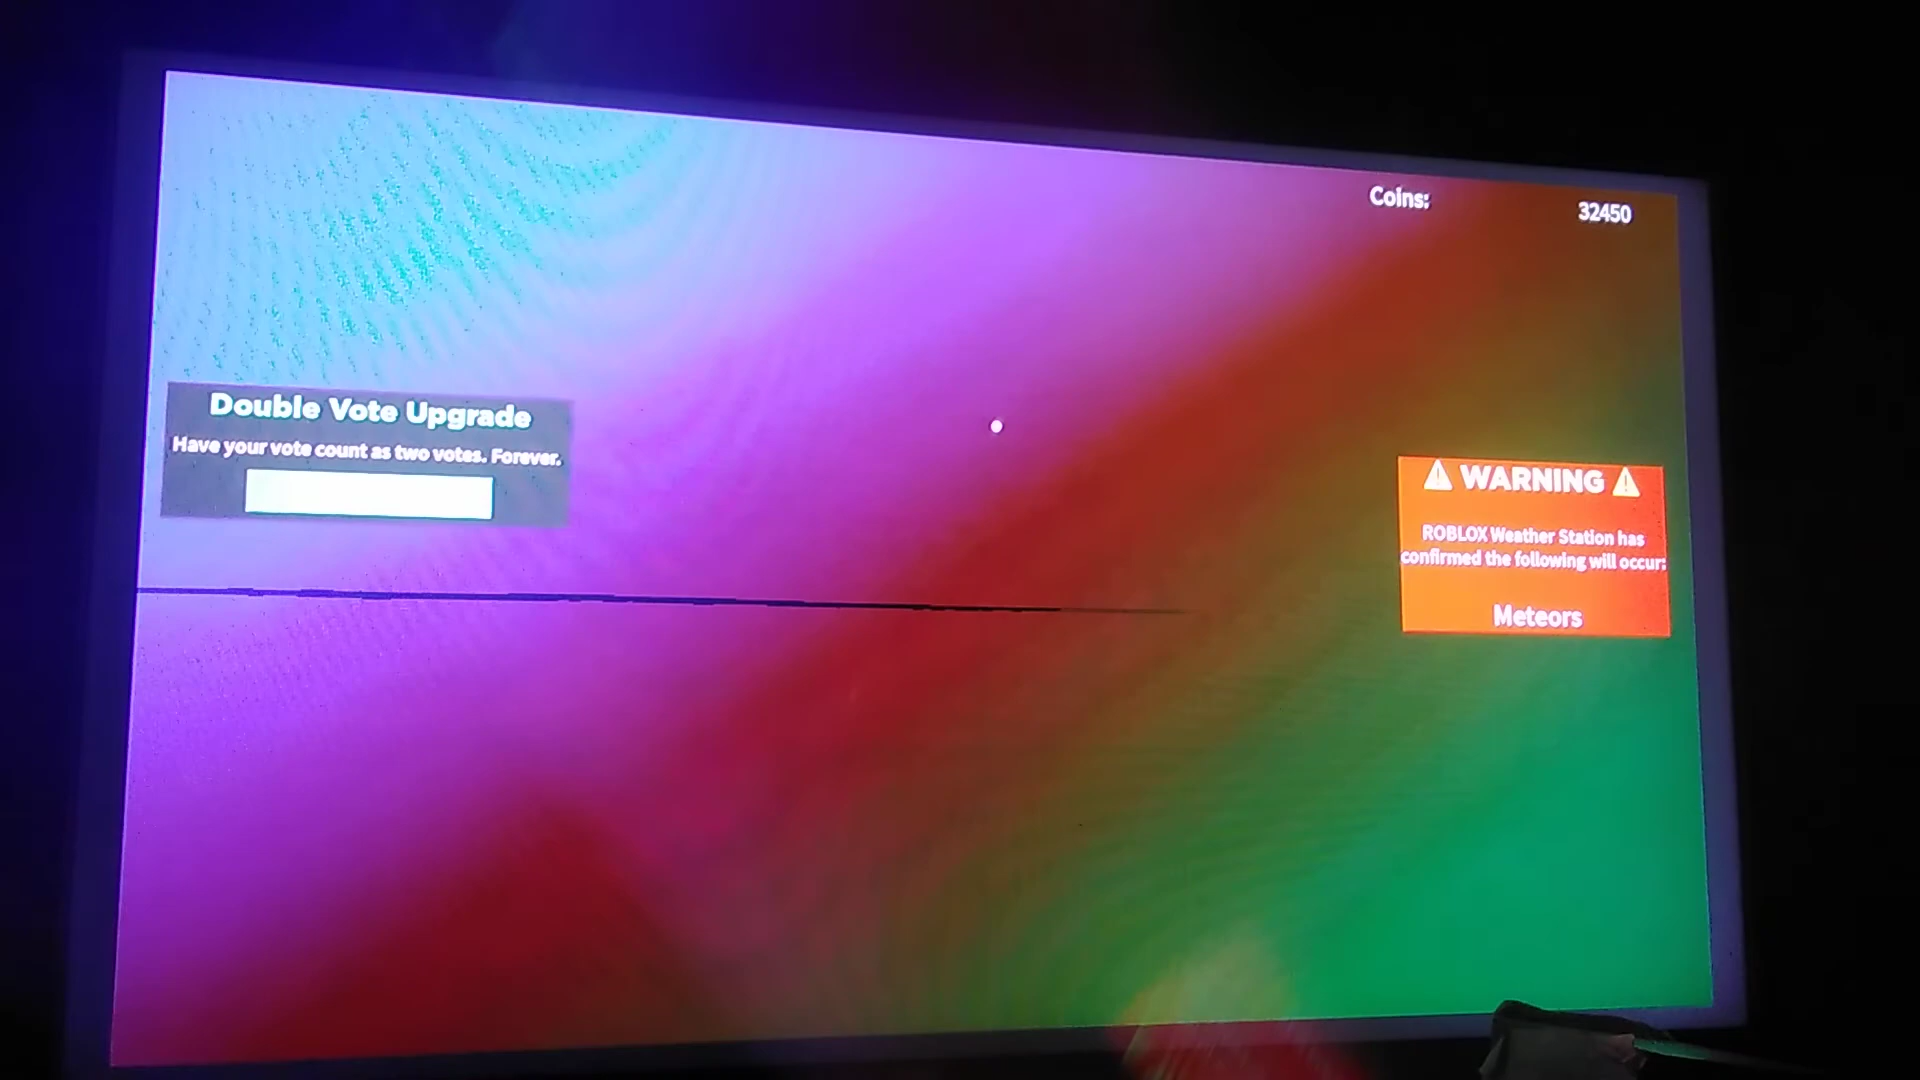 Coins: 32450
Double Vote Upgrade
Have your vote count as two votes. Forever.
⚠ WARNING ⚠
ROBLOX Weather Station has
confirmed the following will occur:
Meteors